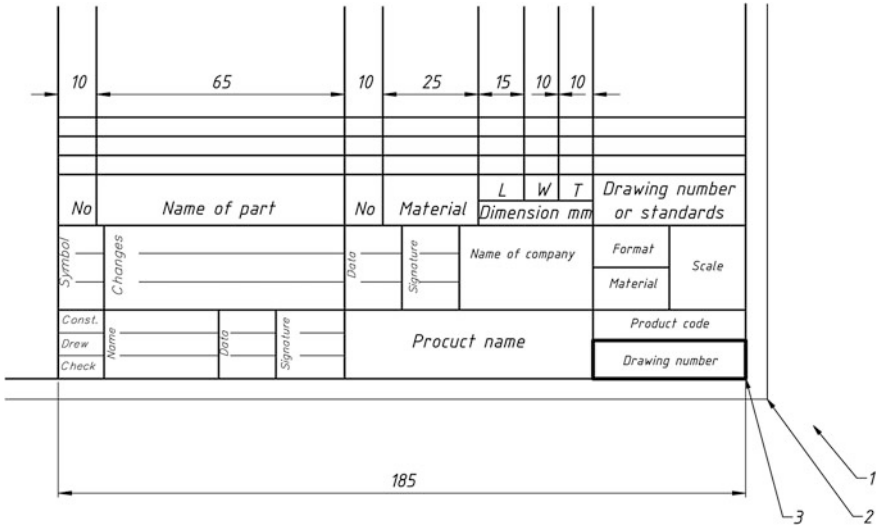 10 65 10 25 15 10 10
L W T Drawing number
No Name of part No Material Dimension mm or standards
Symbol Changes Data Signature Name of company Format Scale
Material
Const. Name Data Signature Procuct name Product code
Drew
Check Drawing number
185
1
3 2